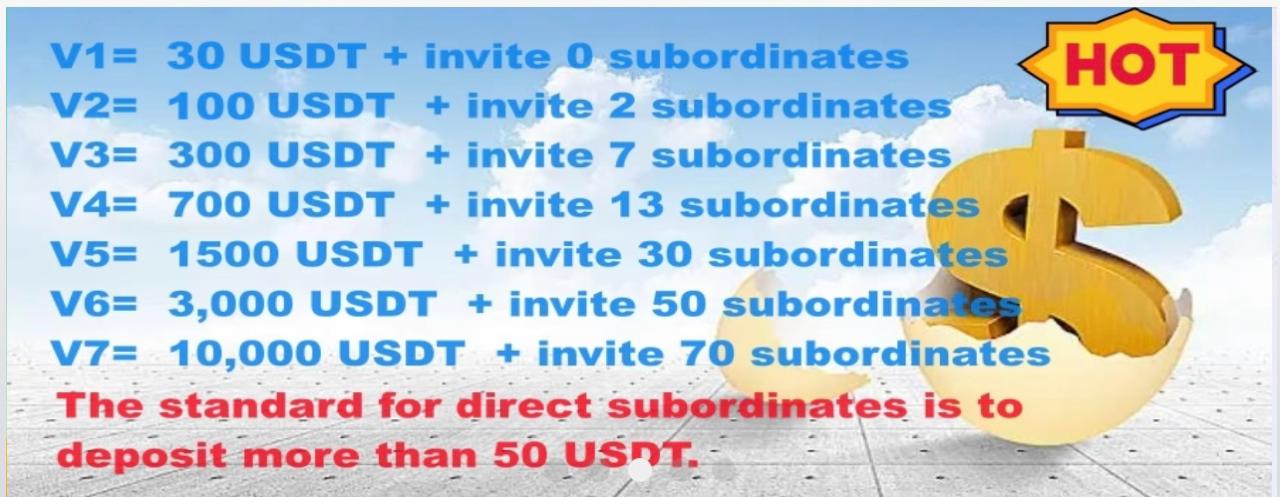 HOT
V1= 30 USDT + invite 0 subordinates
V2= 100 USDT + invite 2 subordinates
V3= 300 USDT + invite 7 subordinates
V4= 700 USDT + invite 13 subordinates
V5= 1500 USDT + invite 30 subordinates
V6= 3,000 USDT + invite 50 subordinates
V7= 10,000 USDT + invite 70 subordinates
The standard for direct subordinates is to
deposit more than 50 USDT.